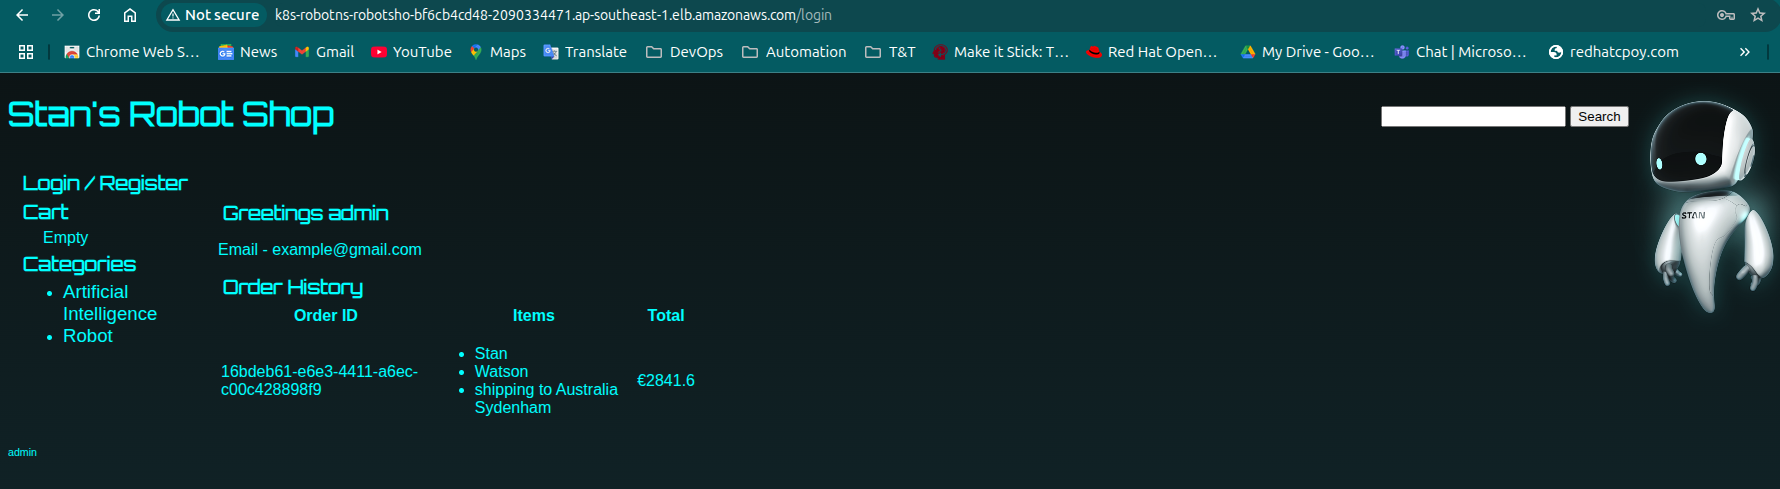 Not secure k8s-robotns-robotsho-bf6cb4cd48-2090334471.ap-southeast-1.elb.amazonaws.com/login
Chrome Web S… News Gmail YouTube Maps Translate DevOps Automation T&T Make it Stick: T… Red Hat Open… My Drive - Goo… Chat | Microso… redhatcpoy.com »
Stan's Robot Shop
Search
STAN
Login / Register
Cart
Empty
Categories
• Artificial
Intelligence
• Robot
Greetings admin
Email - example@gmail.com
Order History
Order ID Items Total
16bdeb61-e6e3-4411-a6ec-
c00c428898f9
• Stan
• Watson
• shipping to Australia
Sydenham
€2841.6
admin